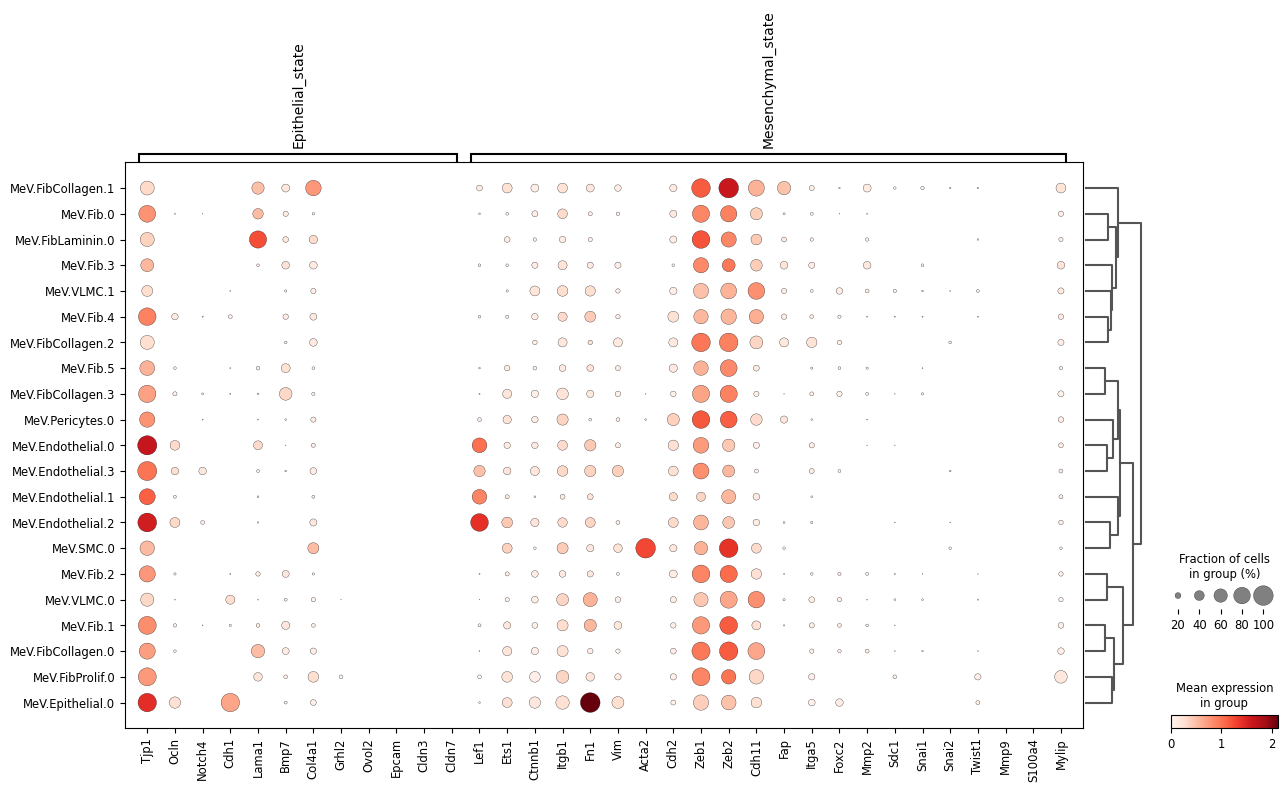 Epithelial_state
Mesenchymal_state
MeV.FibCollagen.1
MeV.Fib.0
MeV.FibLaminin.0
MeV.Fib.3
MeV.VLMC.1
MeV.Fib.4
MeV.FibCollagen.2
MeV.Fib.5
MeV.FibCollagen.3
MeV.Pericytes.0
MeV.Endothelial.0
MeV.Endothelial.3
MeV.Endothelial.1
MeV.Endothelial.2
MeV.SMC.0
MeV.Fib.2
MeV.VLMC.0
MeV.Fib.1
MeV.FibCollagen.0
MeV.FibProlif.0
MeV.Epithelial.0
Tjp1
Ocln
Notch4
Cdh1
Lama1
Bmp7
Col4a1
Grhl2
Ovol2
Epcam
Cldn3
Cldn7
Lef1
Ets1
Ctnnb1
Itgb1
Fn1
Vim
Acta2
Cdh2
Zeb1
Zeb2
Cdh11
Fap
Itga5
Foxc2
Mmp2
Sdc1
Snai1
Snai2
Twist1
Mmp9
S100a4
Mylip
Fraction of cells
in group (%)
20 40 60 80 100
Mean expression
in group
0 1 2